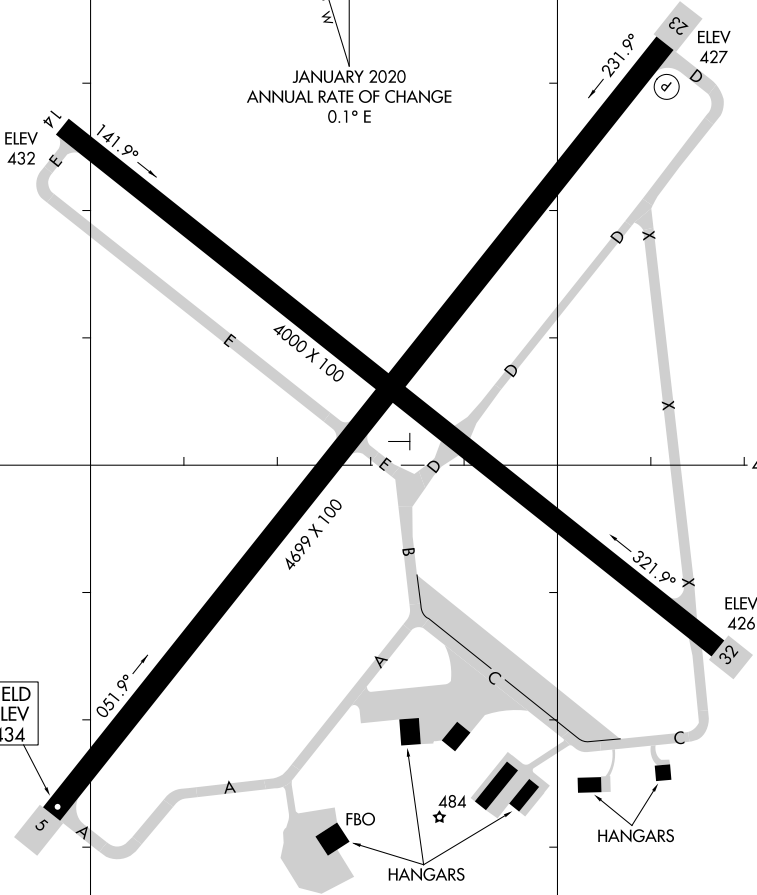 W
JANUARY 2020
ANNUAL RATE OF CHANGE
0.1° E
23
ELEV
427
231.9°
D
P
14
ELEV
432
E
141.9°
D
X
E
4000 X 100
D
X
E
D
4
4699 X 100
B
321.9°
X
ELEV
426
32
A
C
051.9°
C
ELD
LEV
434
A
484
5
A
FBO
HANGARS
HANGARS